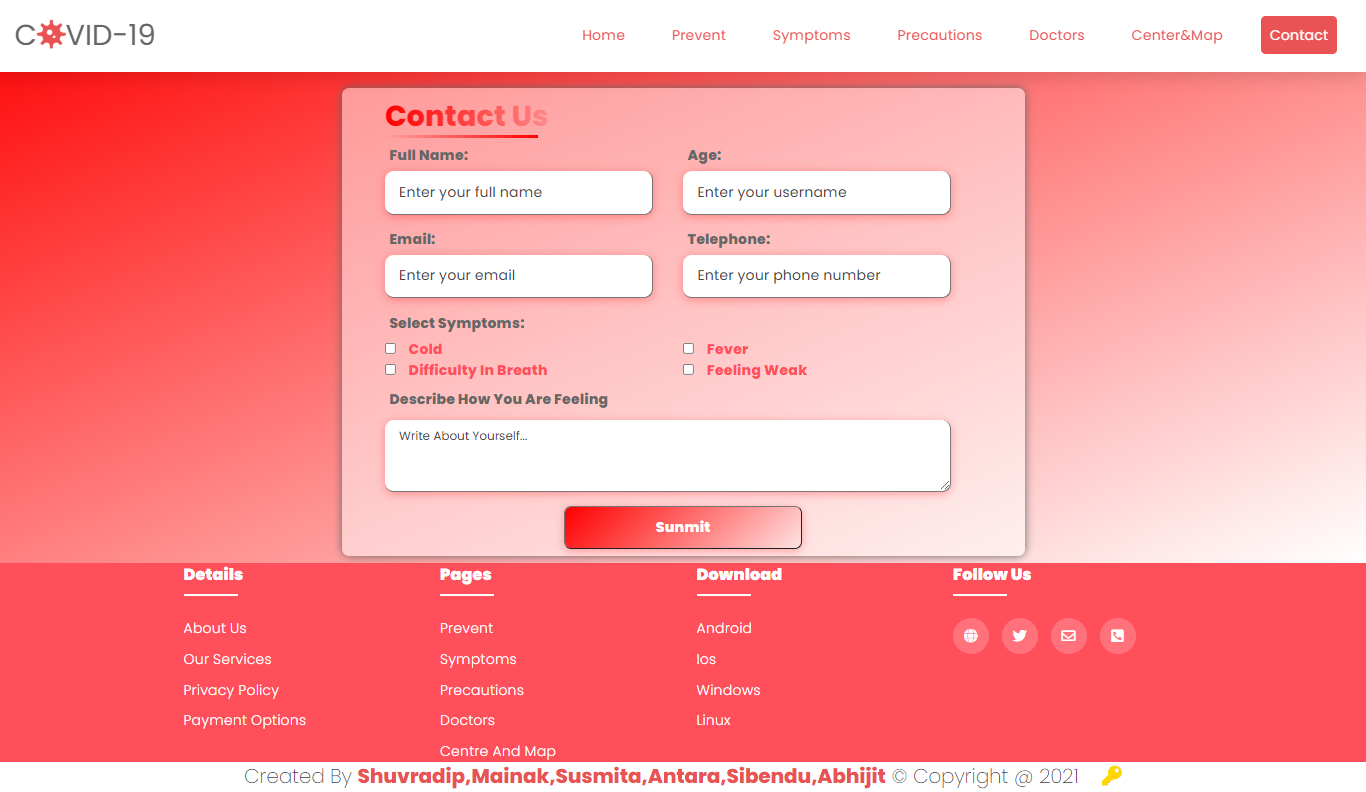 COVID-19
Home Prevent Symptoms Precautions Doctors Center&Map Contact
Contact Us
Full Name: Age:
Enter your full name Enter your username
Email: Telephone:
Enter your email Enter your phone number
Select Symptoms:
Cold Fever
Difficulty In Breath Feeling Weak
Describe How You Are Feeling
Write About Yourself...
Sunmit
Details Pages Download Follow Us
About Us Prevent Android
Our Services Symptoms Ios
Privacy Policy Precautions Windows
Payment Options Doctors Linux
Centre And Map
Created By Shuvradip,Mainak,Susmita,Antara,Sibendu,Abhijit © Copyright @ 2021